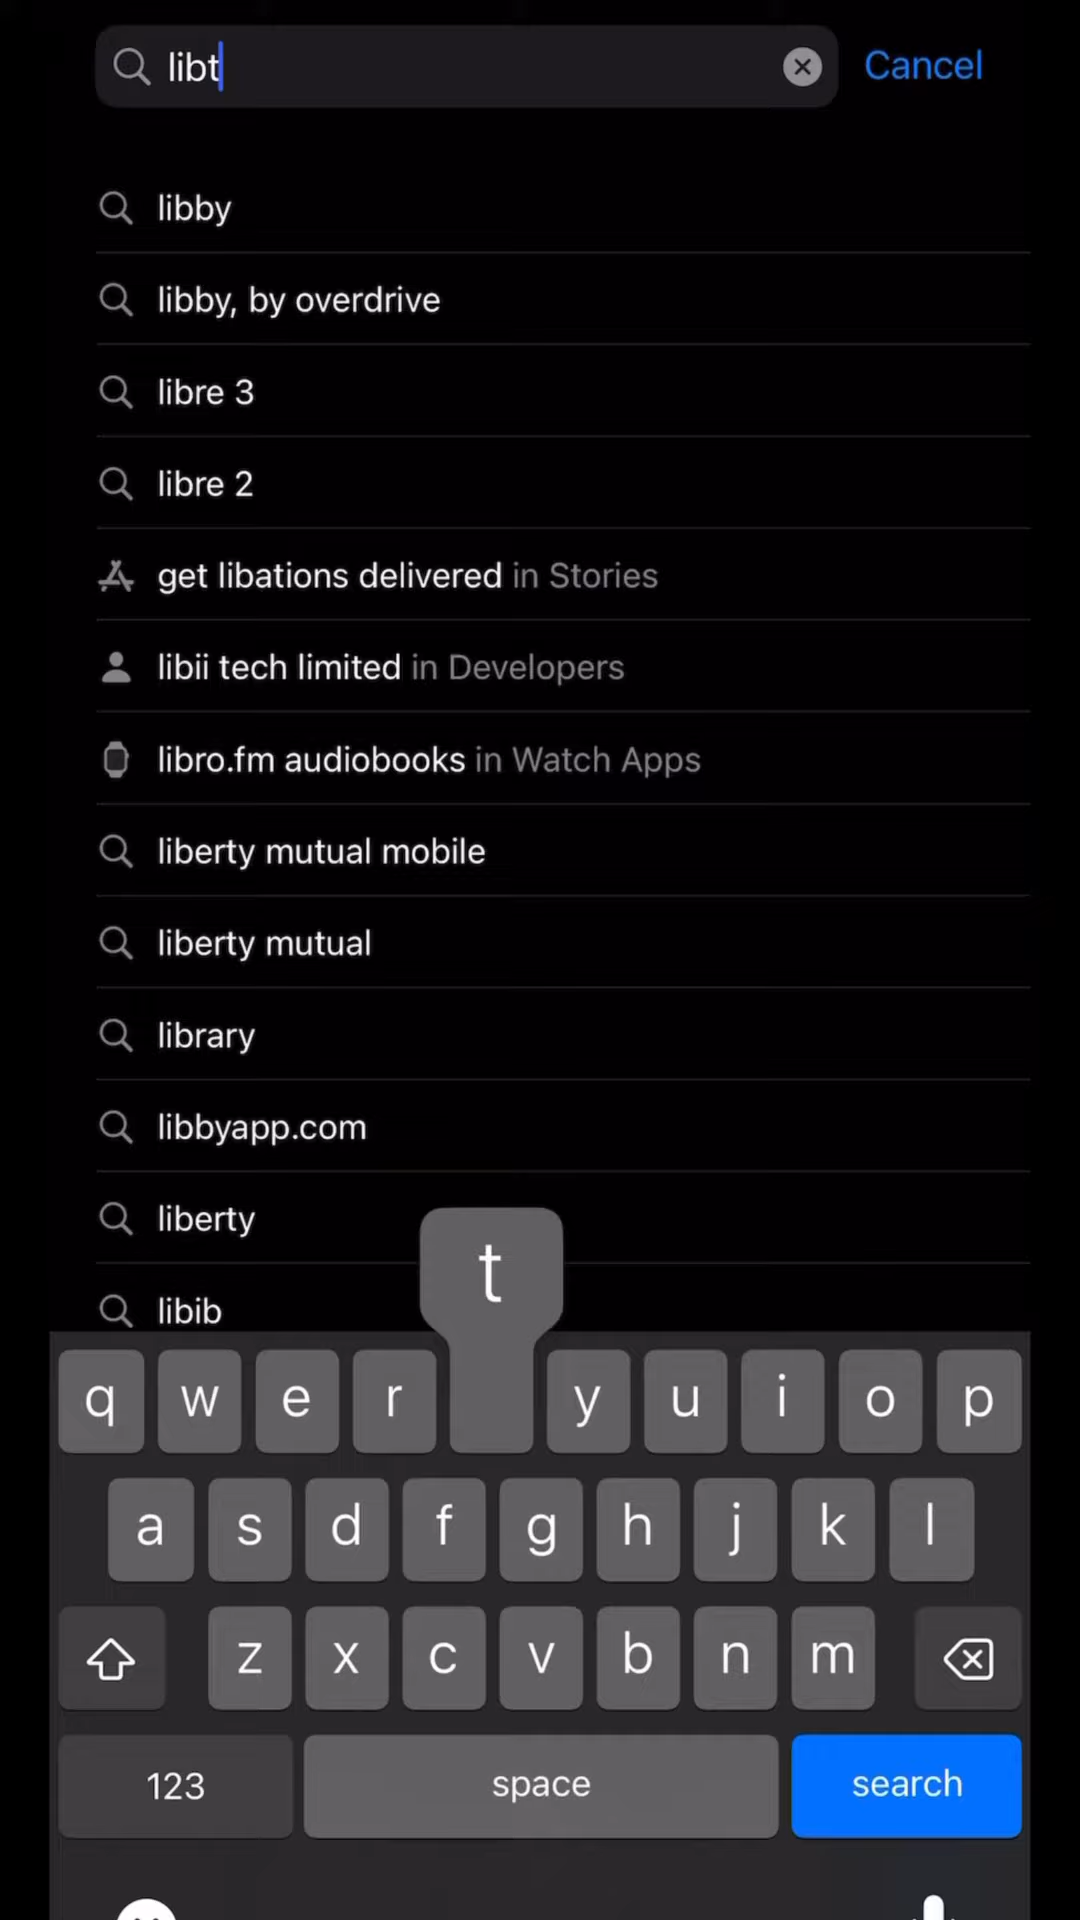 libt Cancel
libby
libby, by overdrive
libre 3
libre 2
get libations delivered in Stories
libii tech limited in Developers
libro.fm audiobooks in Watch Apps
liberty mutual mobile
liberty mutual
library
libbyapp.com
liberty
libib
t
q w e r y u i o p
a s d f g h j k l
z x c v b n m
123 space search